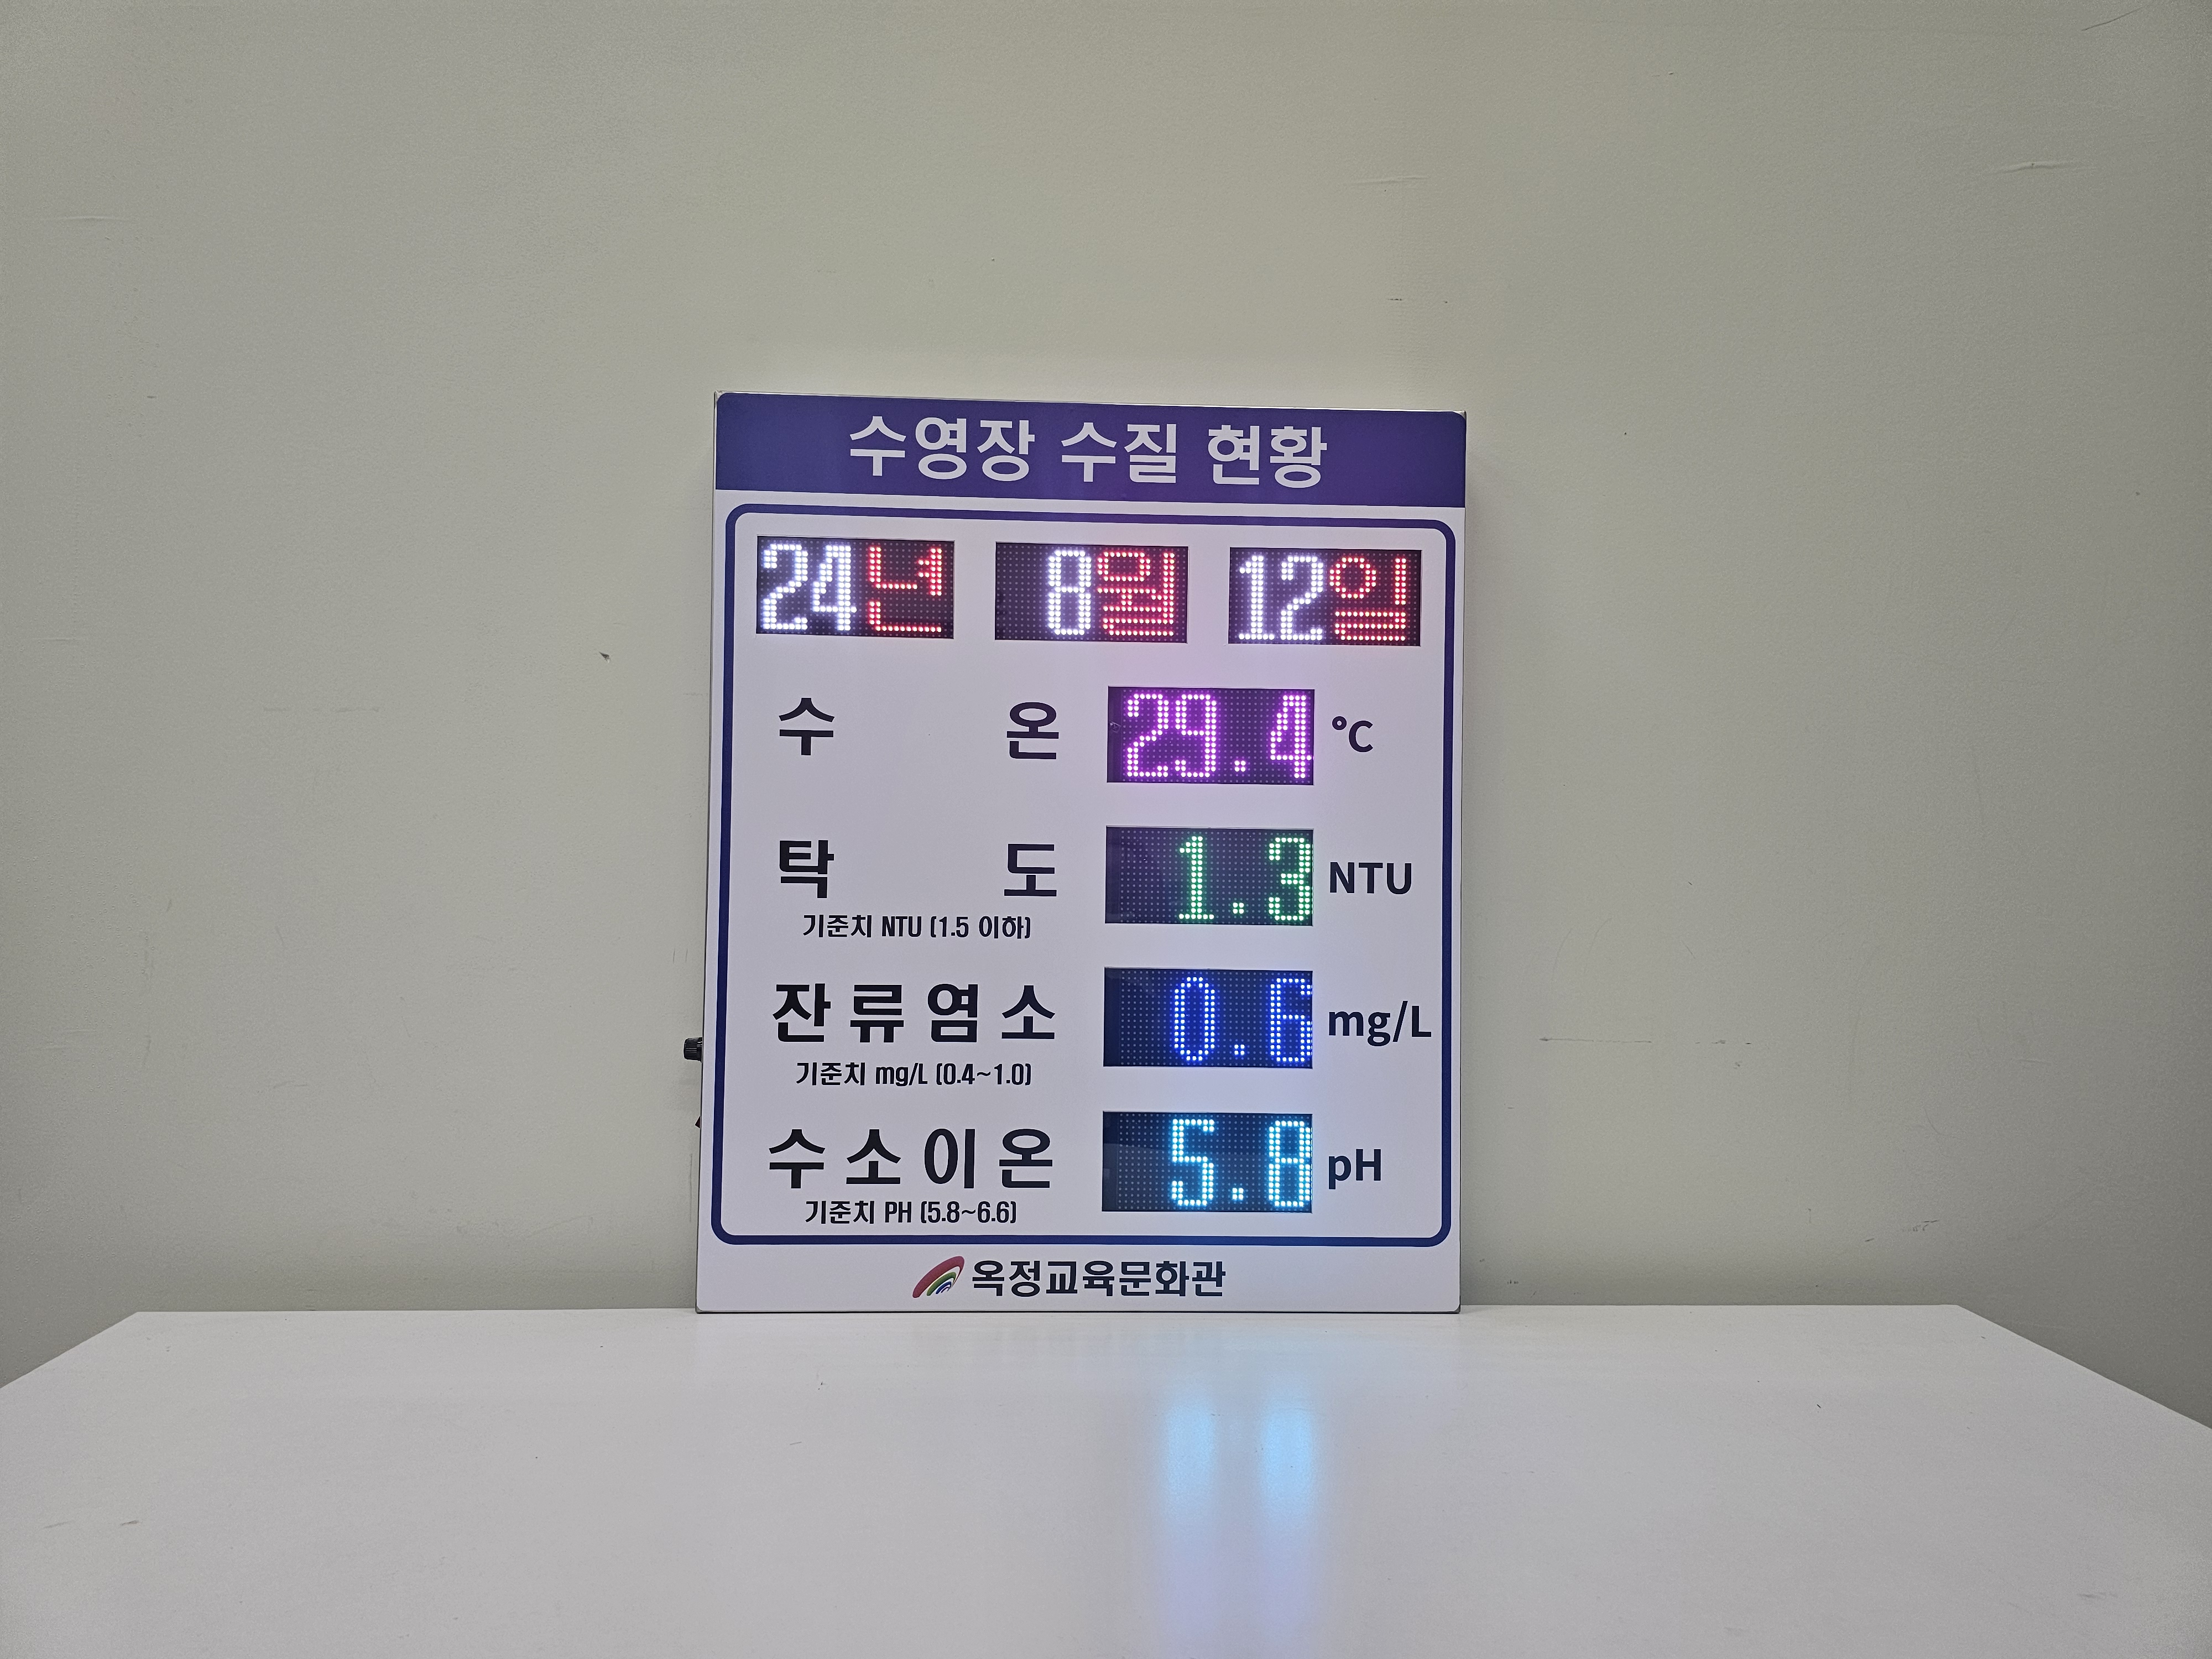 수영장 수질 현황
24년 8월 12일
수온 29.4 °C
탁도 1.3 NTU
기준치 NTU (1.5 이하)
잔류염소 0.6 mg/L
기준치 mg/L (0.4~1.0)
수소이온 5.8 pH
기준치 PH (5.8~6.6)
옥정교육문화관